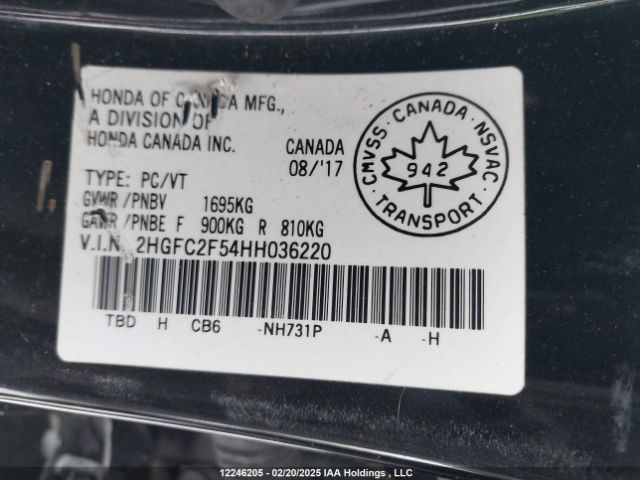 HONDA OF CANADA MFG.,
A DIVISION OF
HONDA CANADA INC.
CANADA
08/'17
CMVSS · CANADA · NSVAC
942
TRANSPORT
TYPE: PC/VT
GVWR /PNBV 1695KG
GAWR /PNBE F 900KG R 810KG
V.I.N. 2HGFC2F54HH036220
TBD H CB6 -NH731P -A -H
12246205 - 02/20/2025 IAA Holdings , LLC